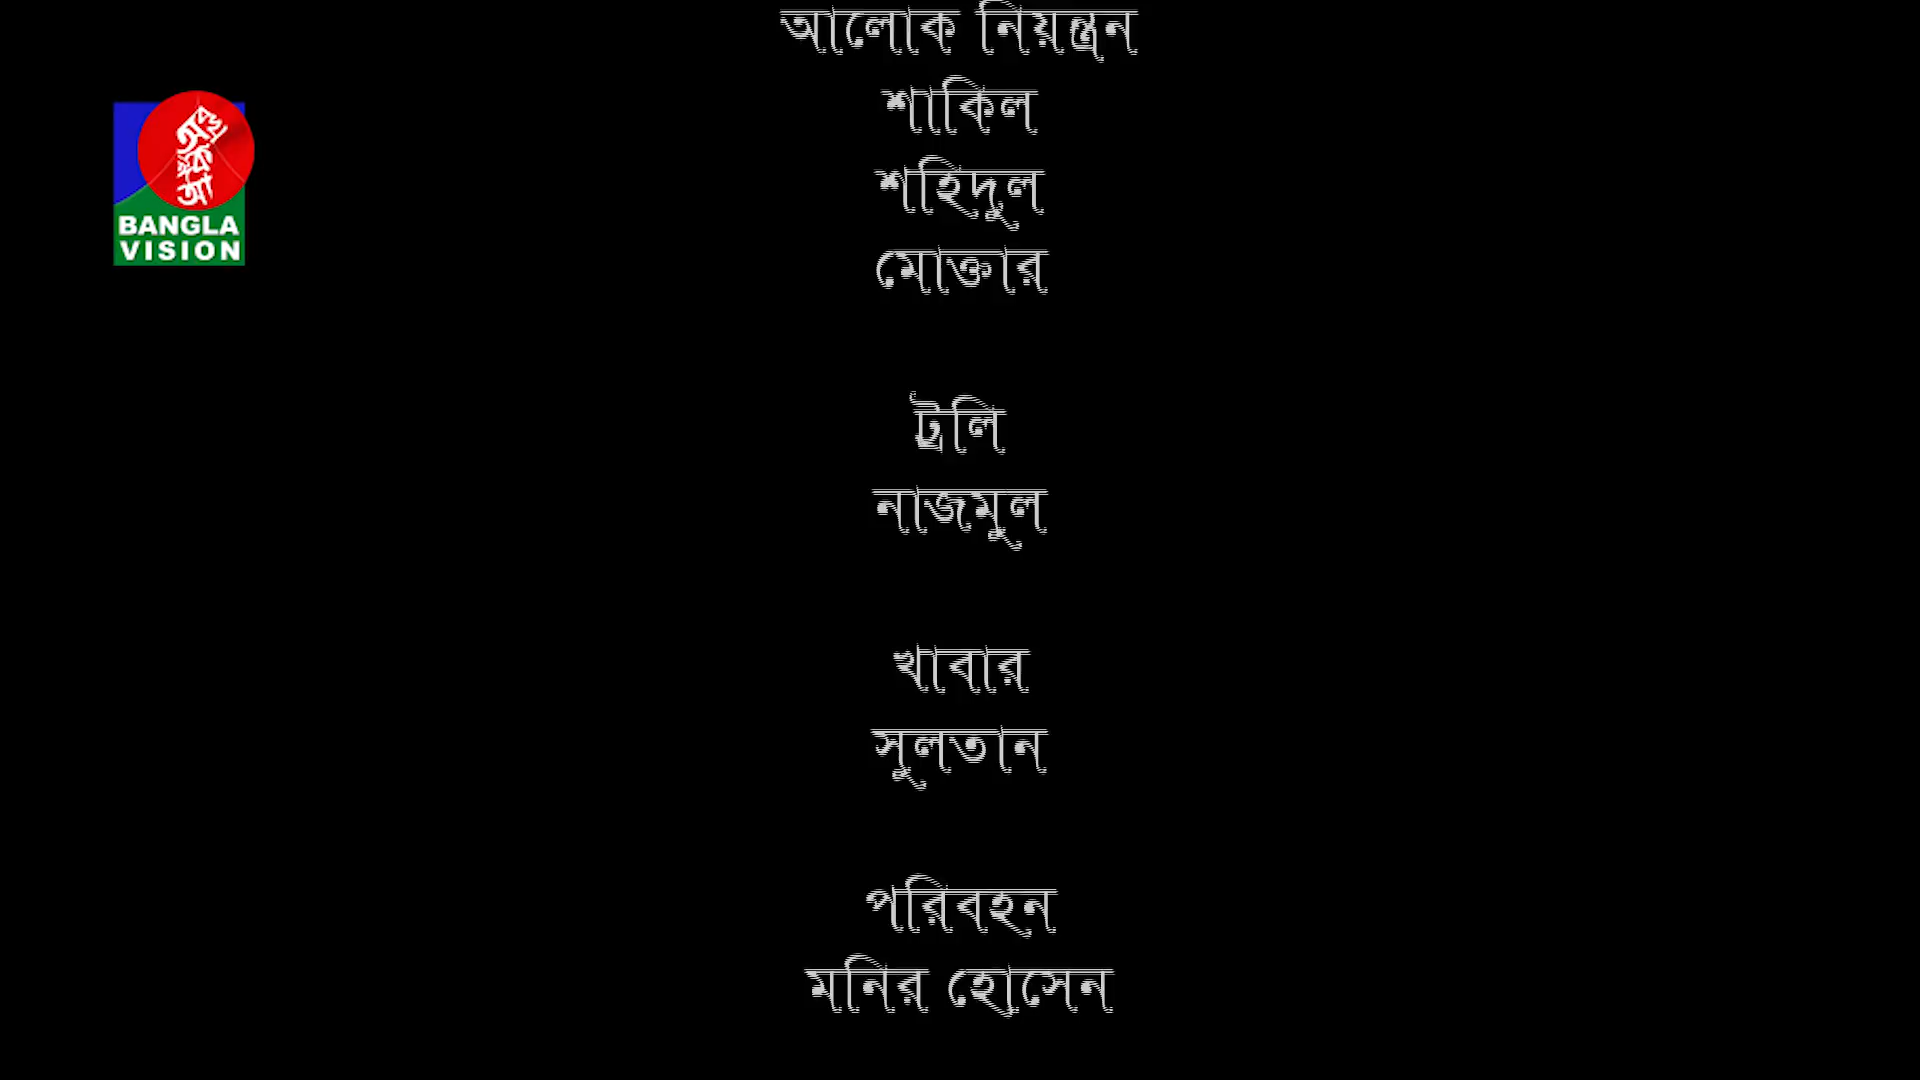 আলোক নিয়ন্ত্রন
শাকিল
শহিদুল
মোক্তার
BANGLA
VISION
ট্রলি
নাজমুল
খাবার
সুলতান
পরিবহন
মনির হোসেন